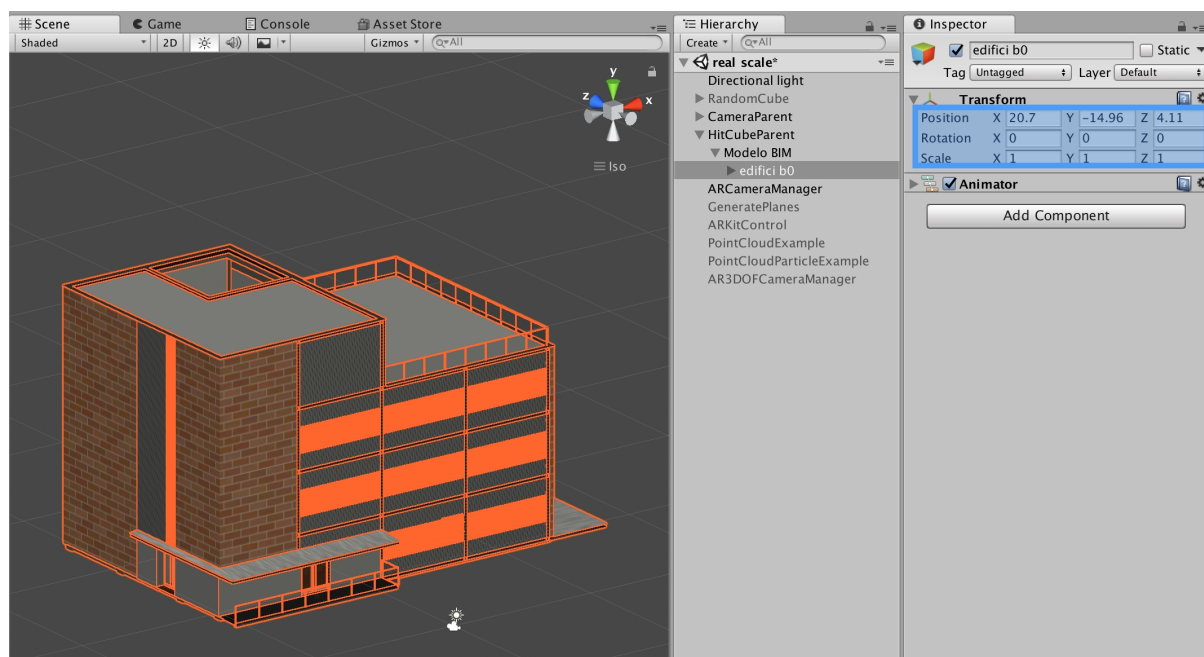 Scene Game Console Asset Store
Shaded 2D Gizmos All
y
z x
Iso
Hierarchy
Create All
real scale*
Directional light
RandomCube
CameraParent
HitCubeParent
Modelo BIM
edifici b0
ARCameraManager
GeneratePlanes
ARKitControl
PointCloudExample
PointCloudParticleExample
AR3DOFCameraManager
Inspector
edifici b0 Static
Tag Untagged Layer Default
Transform
Position X 20.7 Y -14.96 Z 4.11
Rotation X 0 Y 0 Z 0
Scale X 1 Y 1 Z 1
Animator
Add Component